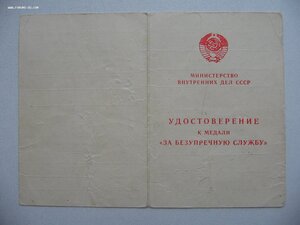 МИНИСТЕРСТВО
ВНУТРЕННИХ ДЕЛ СССР
УДОСТОВЕРЕНИЕ
К МЕДАЛИ
«ЗА БЕЗУПРЕЧНУЮ СЛУЖБУ»